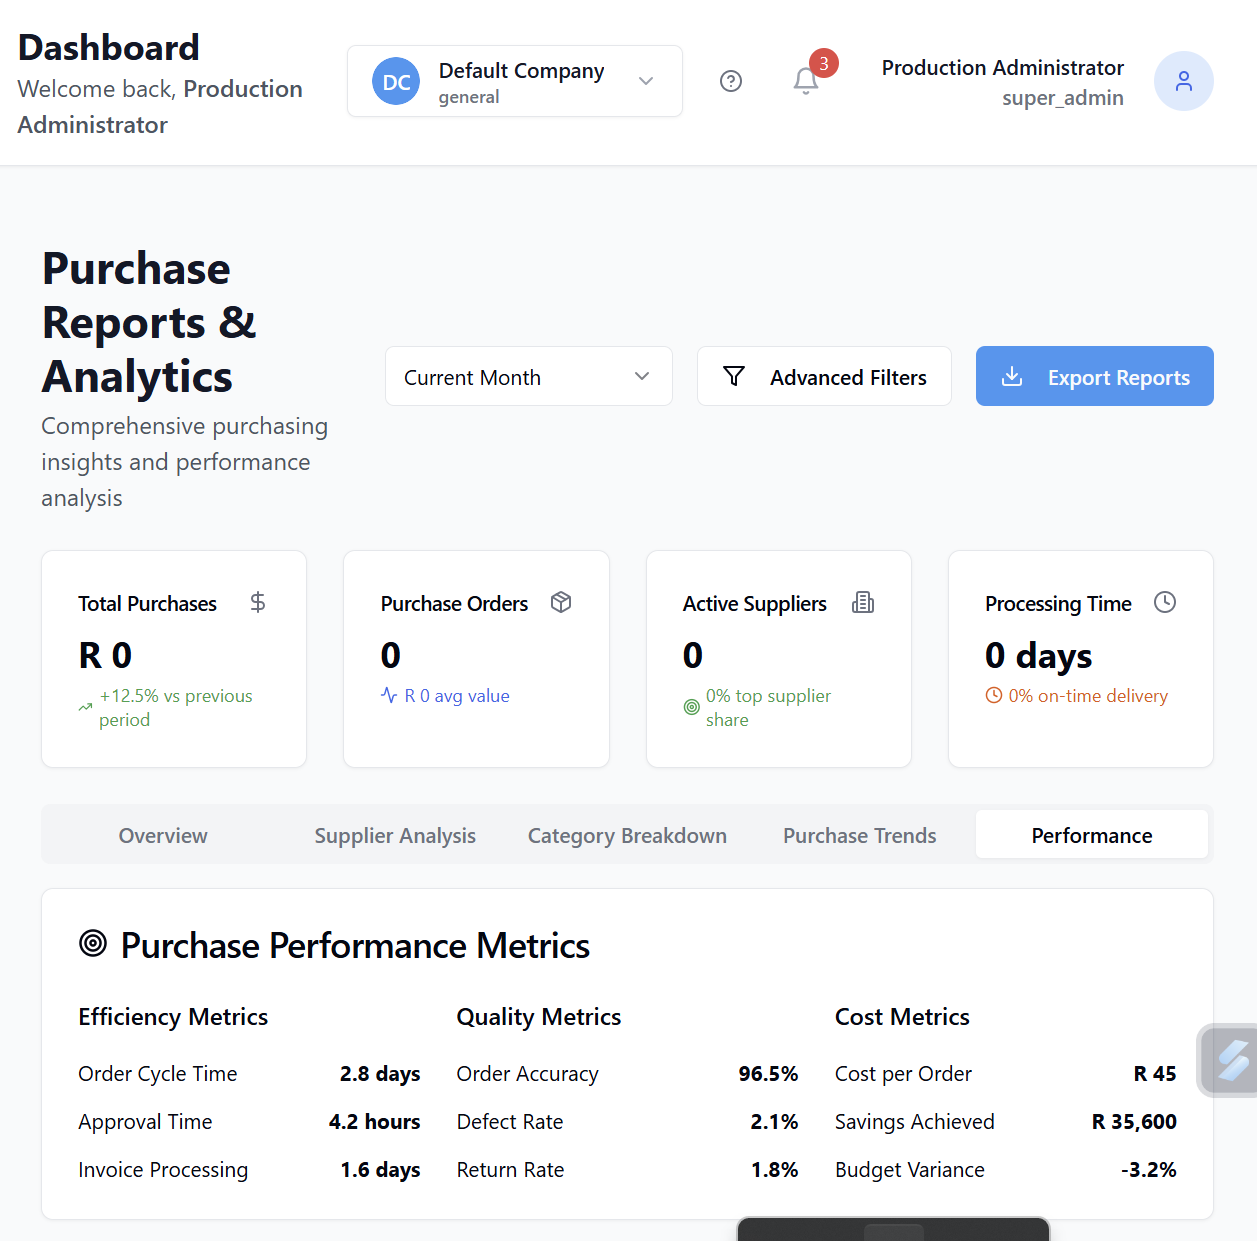 Dashboard
Welcome back, Production
Administrator
DC
Default Company
general
3
Production Administrator
super_admin
Purchase
Reports &
Analytics
Comprehensive purchasing
insights and performance
analysis
Current Month
Advanced Filters
Export Reports
Total Purchases
R 0
+12.5% vs previous
period
Purchase Orders
0
R 0 avg value
Active Suppliers
0
0% top supplier
share
Processing Time
0 days
0% on-time delivery
Overview
Supplier Analysis
Category Breakdown
Purchase Trends
Performance
Purchase Performance Metrics
Efficiency Metrics
Order Cycle Time 2.8 days
Approval Time 4.2 hours
Invoice Processing 1.6 days
Quality Metrics
Order Accuracy 96.5%
Defect Rate 2.1%
Return Rate 1.8%
Cost Metrics
Cost per Order R 45
Savings Achieved R 35,600
Budget Variance -3.2%